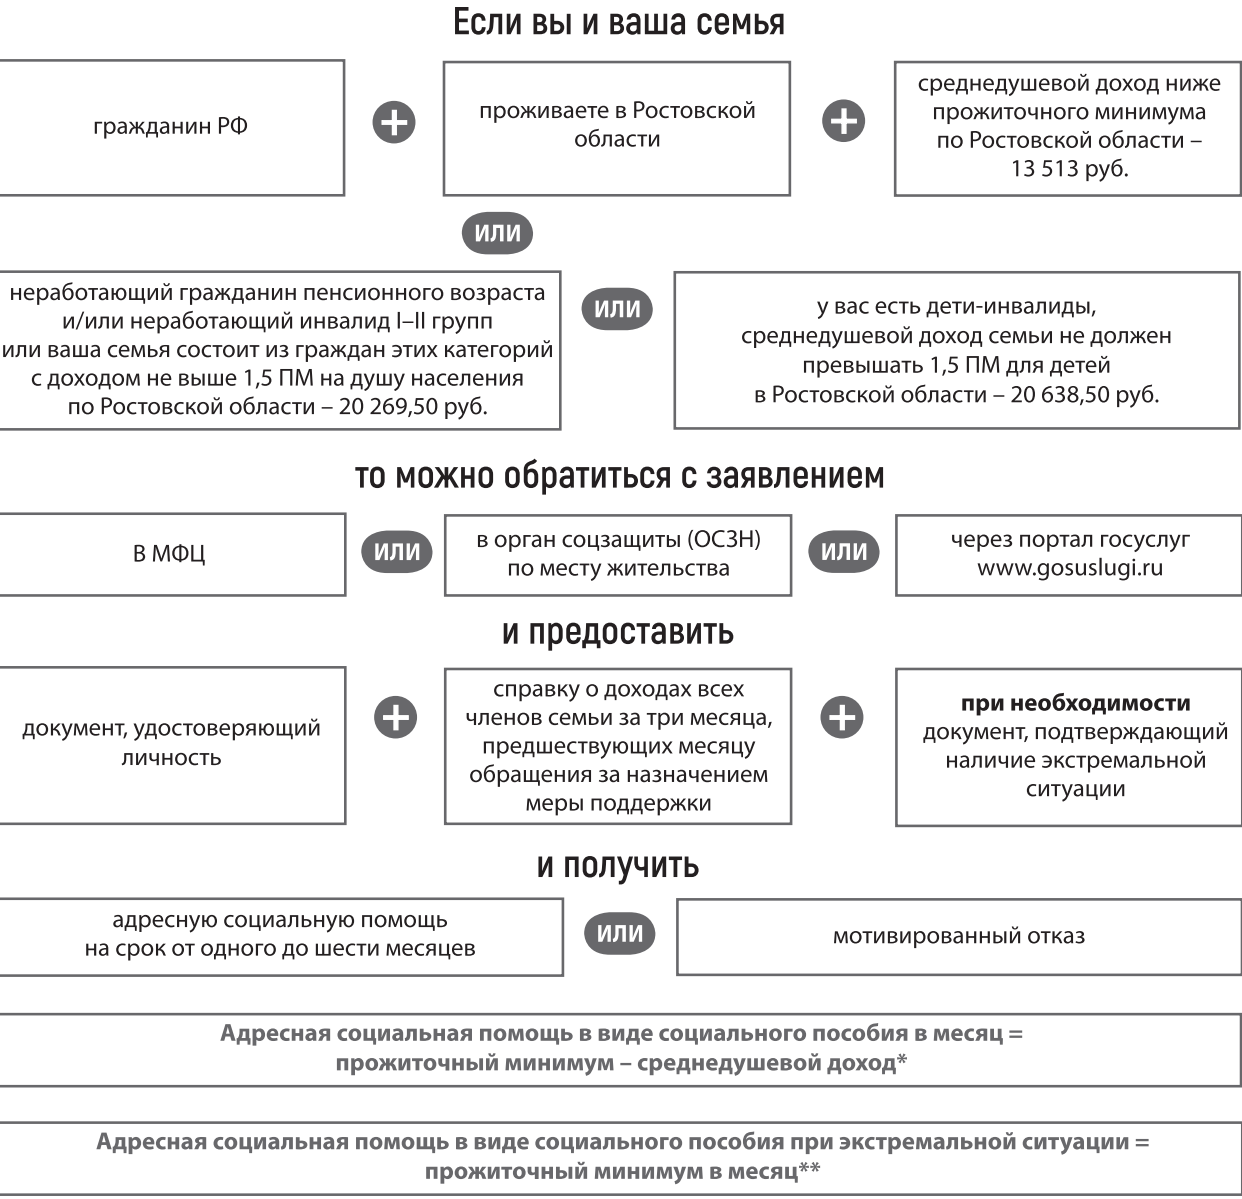 Если вы и ваша семья
гражданин РФ
+
проживаете в Ростовской
области
+
среднедушевой доход ниже
прожиточного минимума
по Ростовской области –
13 513 руб.
ИЛИ
неработающий гражданин пенсионного возраста
и/или неработающий инвалид I–II групп
или ваша семья состоит из граждан этих категорий
с доходом не выше 1,5 ПМ на душу населения
по Ростовской области – 20 269,50 руб.
ИЛИ
у вас есть дети-инвалиды,
среднедушевой доход семьи не должен
превышать 1,5 ПМ для детей
в Ростовской области – 20 638,50 руб.
то можно обратиться с заявлением
В МФЦ
ИЛИ
в орган соцзащиты (ОСЗН)
по месту жительства
ИЛИ
через портал госуслуг
www.gosuslugi.ru
и предоставить
документ, удостоверяющий
личность
+
справку о доходах всех
членов семьи за три месяца,
предшествующих месяцу
обращения за назначением
меры поддержки
+
при необходимости
документ, подтверждающий
наличие экстремальной
ситуации
и получить
адресную социальную помощь
на срок от одного до шести месяцев
ИЛИ
мотивированный отказ
Адресная социальная помощь в виде социального пособия в месяц =
прожиточный минимум – среднедушевой доход*
Адресная социальная помощь в виде социального пособия при экстремальной ситуации =
прожиточный минимум в месяц**